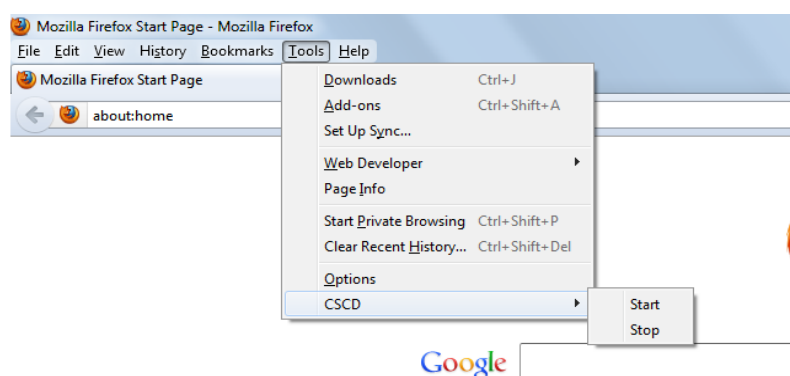 Mozilla Firefox Start Page - Mozilla Firefox
File Edit View History Bookmarks Tools Help
Mozilla Firefox Start Page
about:home
Downloads Ctrl+J
Add-ons Ctrl+Shift+A
Set Up Sync...
Web Developer
Page Info
Start Private Browsing Ctrl+Shift+P
Clear Recent History... Ctrl+Shift+Del
Options
CSCD
Start
Stop
Google